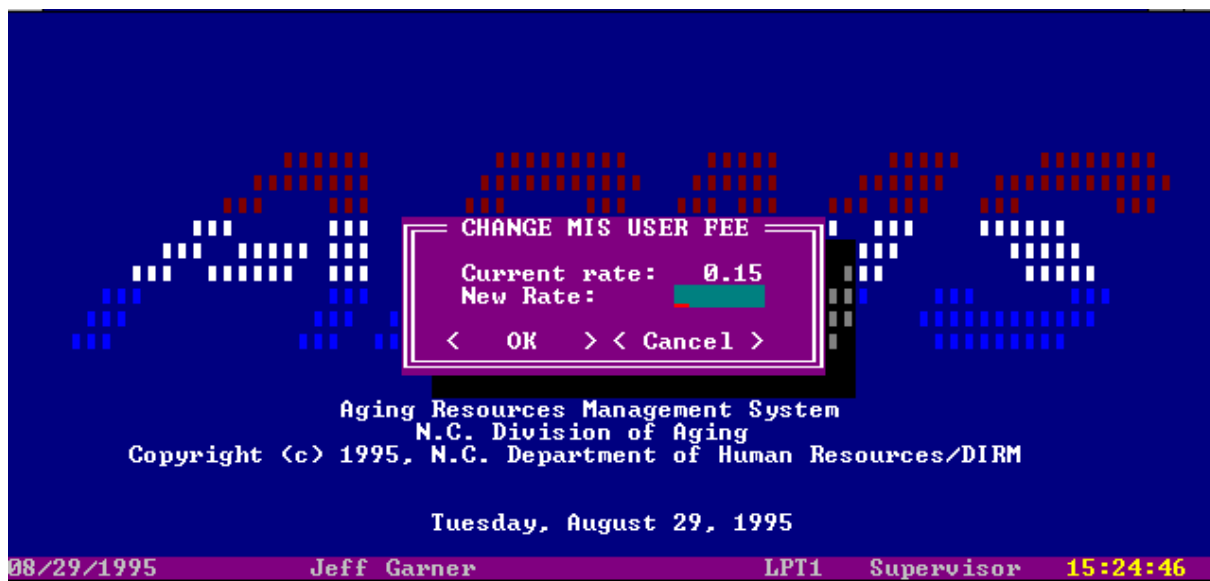 ARMS
CHANGE MIS USER FEE
Current rate: 0.15
New Rate:
< OK > < Cancel >
Aging Resources Management System
N.C. Division of Aging
Copyright (c) 1995, N.C. Department of Human Resources/DIRM
Tuesday, August 29, 1995
08/29/1995 Jeff Garner LPT1 Supervisor 15:24:46